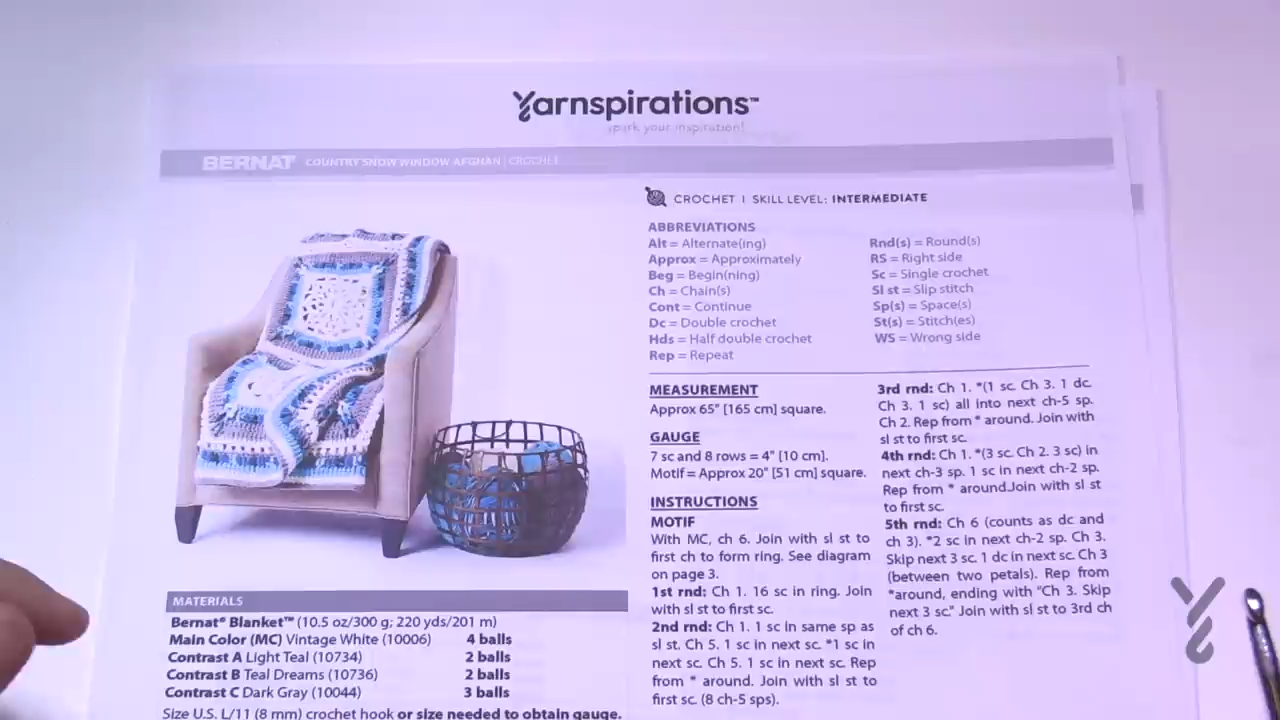 Yarnspirations™
spark your inspiration!
BERNAT COUNTRY SNOW WINDOW AFGHAN | CROCHET
CROCHET | SKILL LEVEL: INTERMEDIATE
ABBREVIATIONS
Alt = Alternate(ing)
Approx = Approximately
Beg = Begin(ning)
Ch = Chain(s)
Cont = Continue
Dc = Double crochet
Hds = Half double crochet
Rep = Repeat
Rnd(s) = Round(s)
RS = Right side
Sc = Single crochet
Sl st = Slip stitch
Sp(s) = Space(s)
St(s) = Stitch(es)
WS = Wrong side
MEASUREMENT
Approx 65" [165 cm] square.
GAUGE
7 sc and 8 rows = 4" [10 cm].
Motif = Approx 20" [51 cm] square.
INSTRUCTIONS
MOTIF
With MC, ch 6. Join with sl st to
first ch to form ring. See diagram
on page 3.
1st rnd: Ch 1. 16 sc in ring. Join
with sl st to first sc.
2nd rnd: Ch 1. 1 sc in same sp as
sl st. Ch 5. 1 sc in next sc. *1 sc in
next sc. Ch 5. 1 sc in next sc. Rep
from * around. Join with sl st to
first sc. (8 ch-5 sps).
3rd rnd: Ch 1. *(1 sc. Ch 3. 1 dc.
Ch 3. 1 sc) all into next ch-5 sp.
Ch 2. Rep from * around. Join with
sl st to first sc.
4th rnd: Ch 1. *(3 sc. Ch 2. 3 sc) in
next ch-3 sp. 1 sc in next ch-2 sp.
Rep from * around.Join with sl st
to first sc.
5th rnd: Ch 6 (counts as dc and
ch 3). *2 sc in next ch-2 sp. Ch 3.
Skip next 3 sc. 1 dc in next sc. Ch 3
(between two petals). Rep from
*around, ending with "Ch 3. Skip
next 3 sc." Join with sl st to 3rd ch
of ch 6.
MATERIALS
Bernat® Blanket™ (10.5 oz/300 g; 220 yds/201 m)
Main Color (MC) Vintage White (10006) 4 balls
Contrast A Light Teal (10734) 2 balls
Contrast B Teal Dreams (10736) 2 balls
Contrast C Dark Gray (10044) 3 balls
Size U.S. L/11 (8 mm) crochet hook or size needed to obtain gauge.